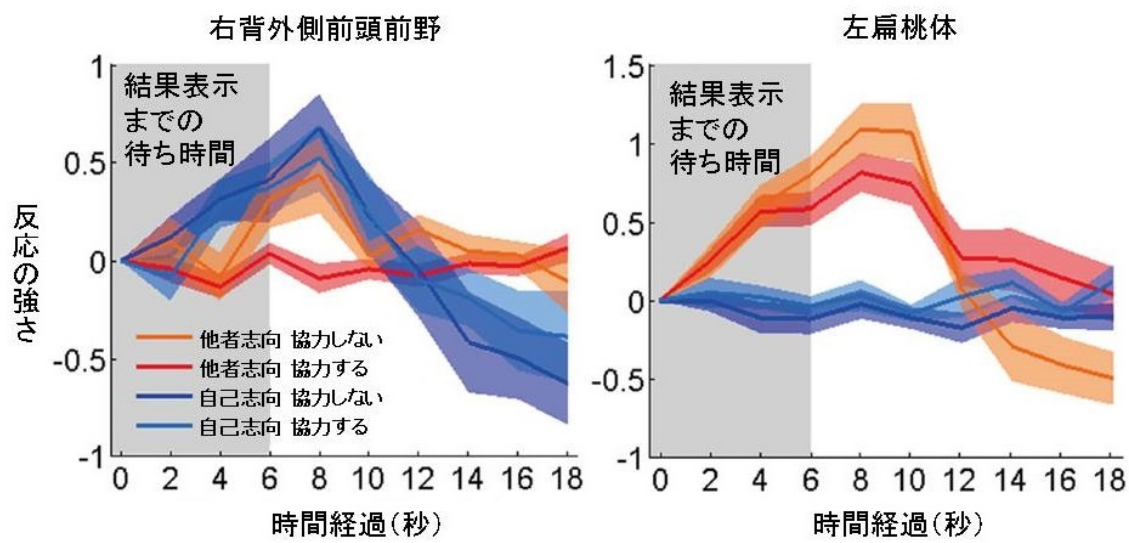 右背外側前頭前野
左扁桃体
反応の強さ
1
0.5
0
-0.5
-1
結果表示
までの
待ち時間
他者志向 協力しない
他者志向 協力する
自己志向 協力しない
自己志向 協力する
0 2 4 6 8 10 12 14 16 18
時間経過(秒)
1.5
1
0.5
0
-0.5
-1
結果表示
までの
待ち時間
0 2 4 6 8 10 12 14 16 18
時間経過(秒)